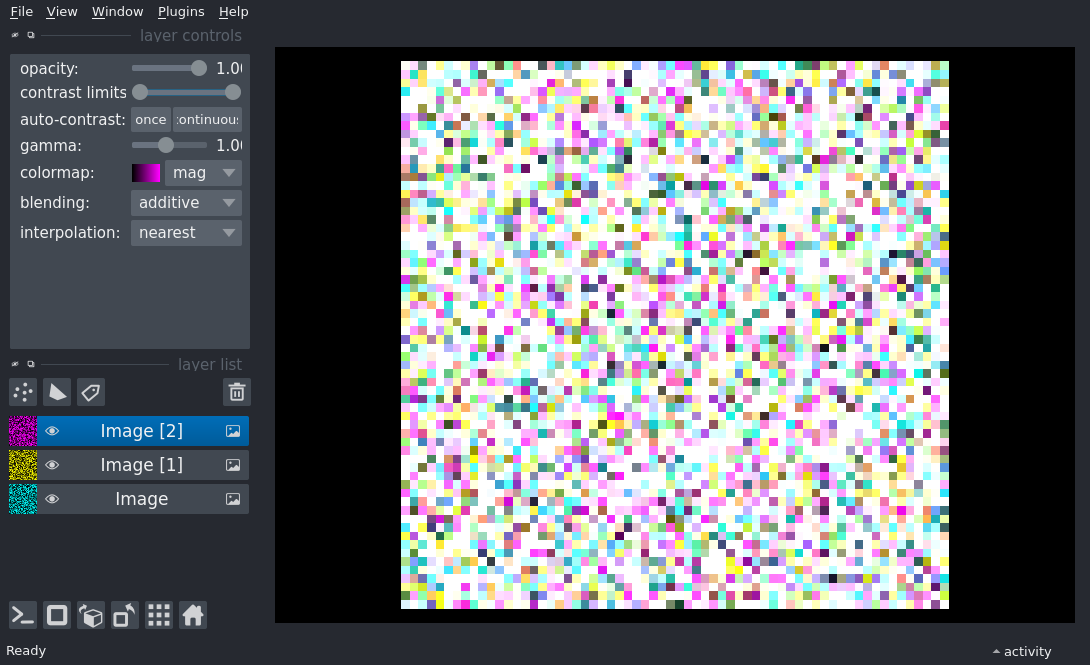 File View Window Plugins Help
layer controls
opacity: 1.00
contrast limits
auto-contrast: once continuous
gamma: 1.00
colormap: mag
blending: additive
interpolation: nearest
layer list
Image [2]
Image [1]
Image
Ready
activity